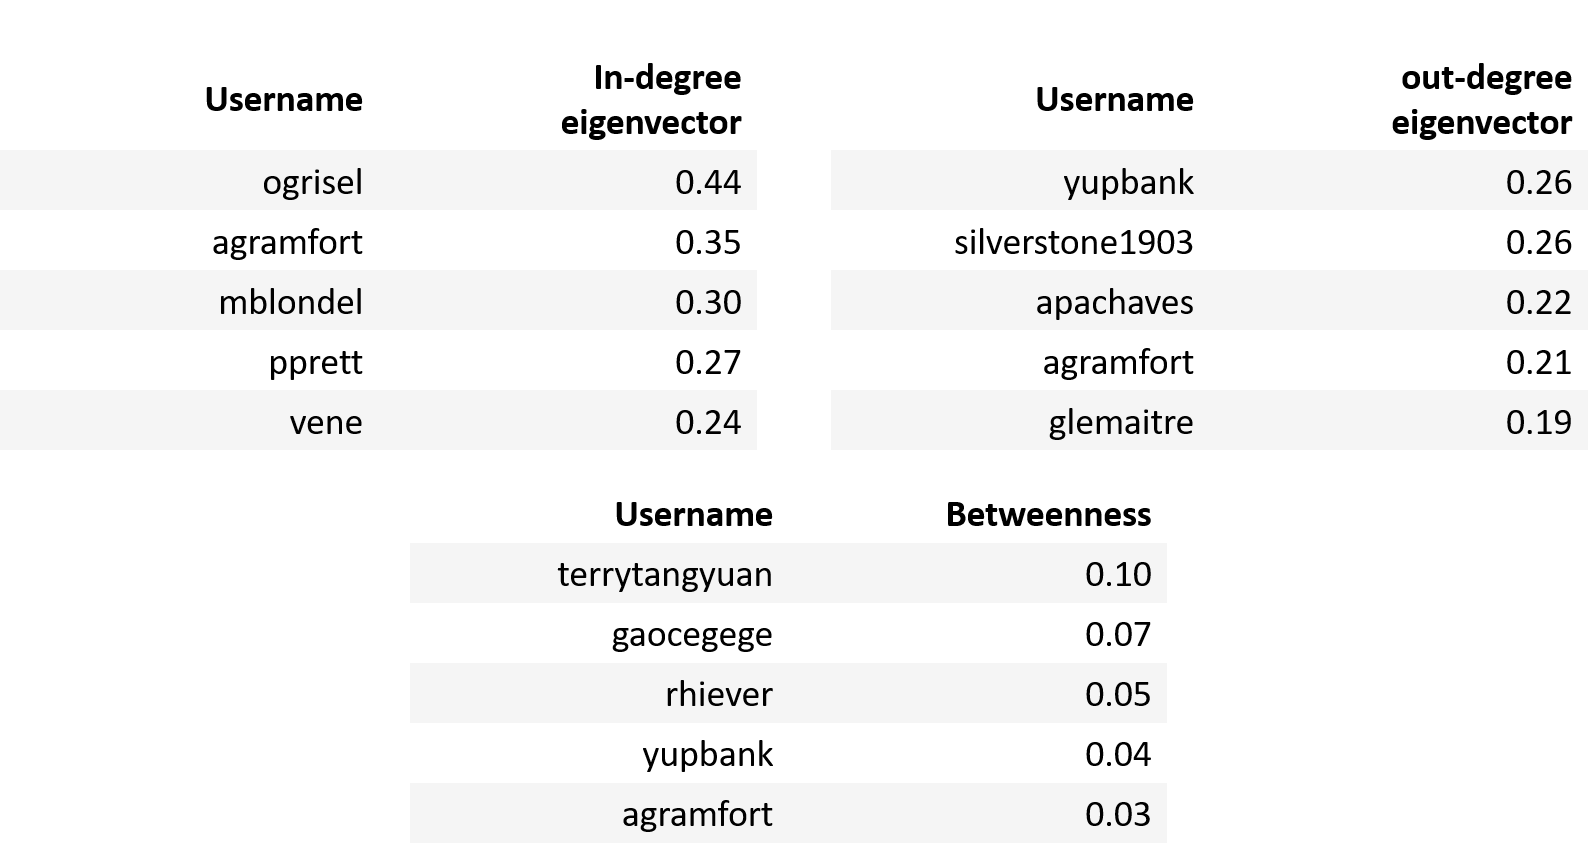 Username In-degree eigenvector
ogrisel 0.44
agramfort 0.35
mblondel 0.30
pprett 0.27
vene 0.24
Username out-degree eigenvector
yupbank 0.26
silverstone1903 0.26
apachaves 0.22
agramfort 0.21
glemaitre 0.19
Username Betweenness
terrytangyuan 0.10
gaocegege 0.07
rhiever 0.05
yupbank 0.04
agramfort 0.03